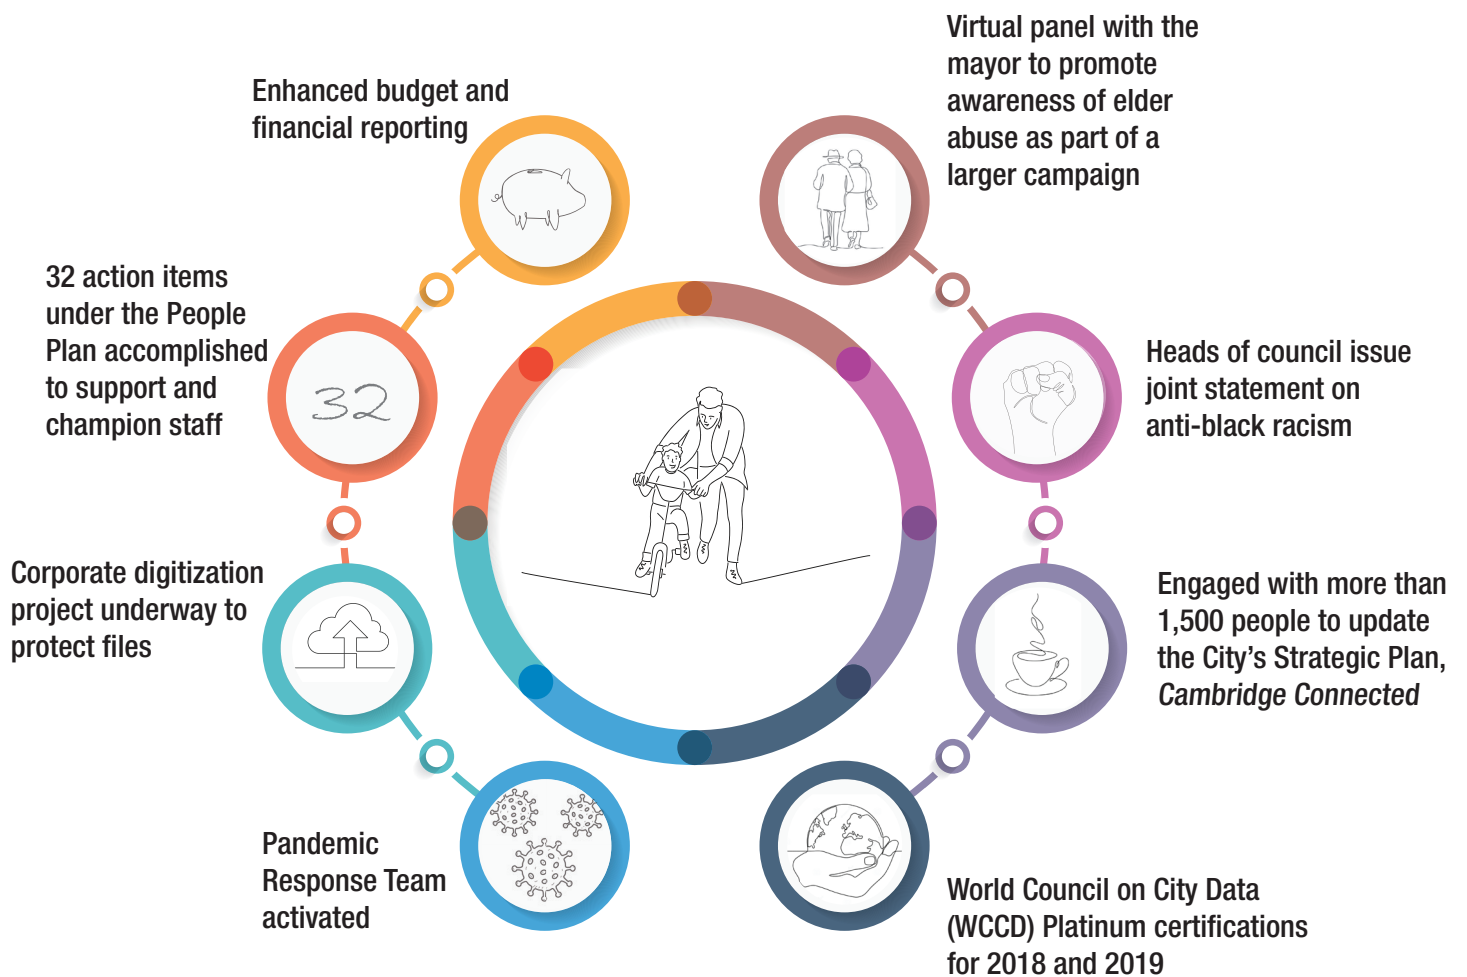 Enhanced budget and
financial reporting
32 action items
under the People
Plan accomplished
to support and
champion staff
32
Corporate digitization
project underway to
protect files
Pandemic
Response Team
activated
Virtual panel with the
mayor to promote
awareness of elder
abuse as part of a
larger campaign
Heads of council issue
joint statement on
anti-black racism
Engaged with more than
1,500 people to update
the City’s Strategic Plan,
Cambridge Connected
World Council on City Data
(WCCD) Platinum certifications
for 2018 and 2019